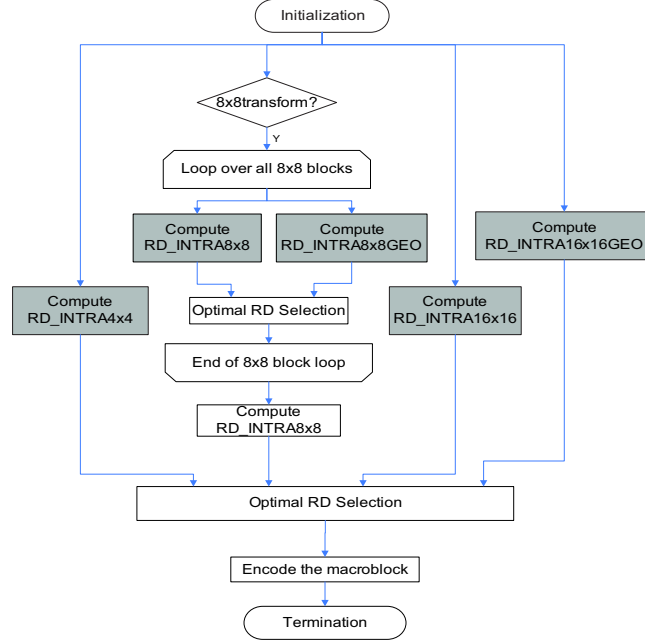 Initialization
8x8transform?
Y
Loop over all 8x8 blocks
Compute
RD_INTRA8x8
Compute
RD_INTRA8x8GEO
Compute
RD_INTRA16x16GEO
Compute
RD_INTRA4x4
Optimal RD Selection
Compute
RD_INTRA16x16
End of 8x8 block loop
Compute
RD_INTRA8x8
Optimal RD Selection
Encode the macroblock
Termination